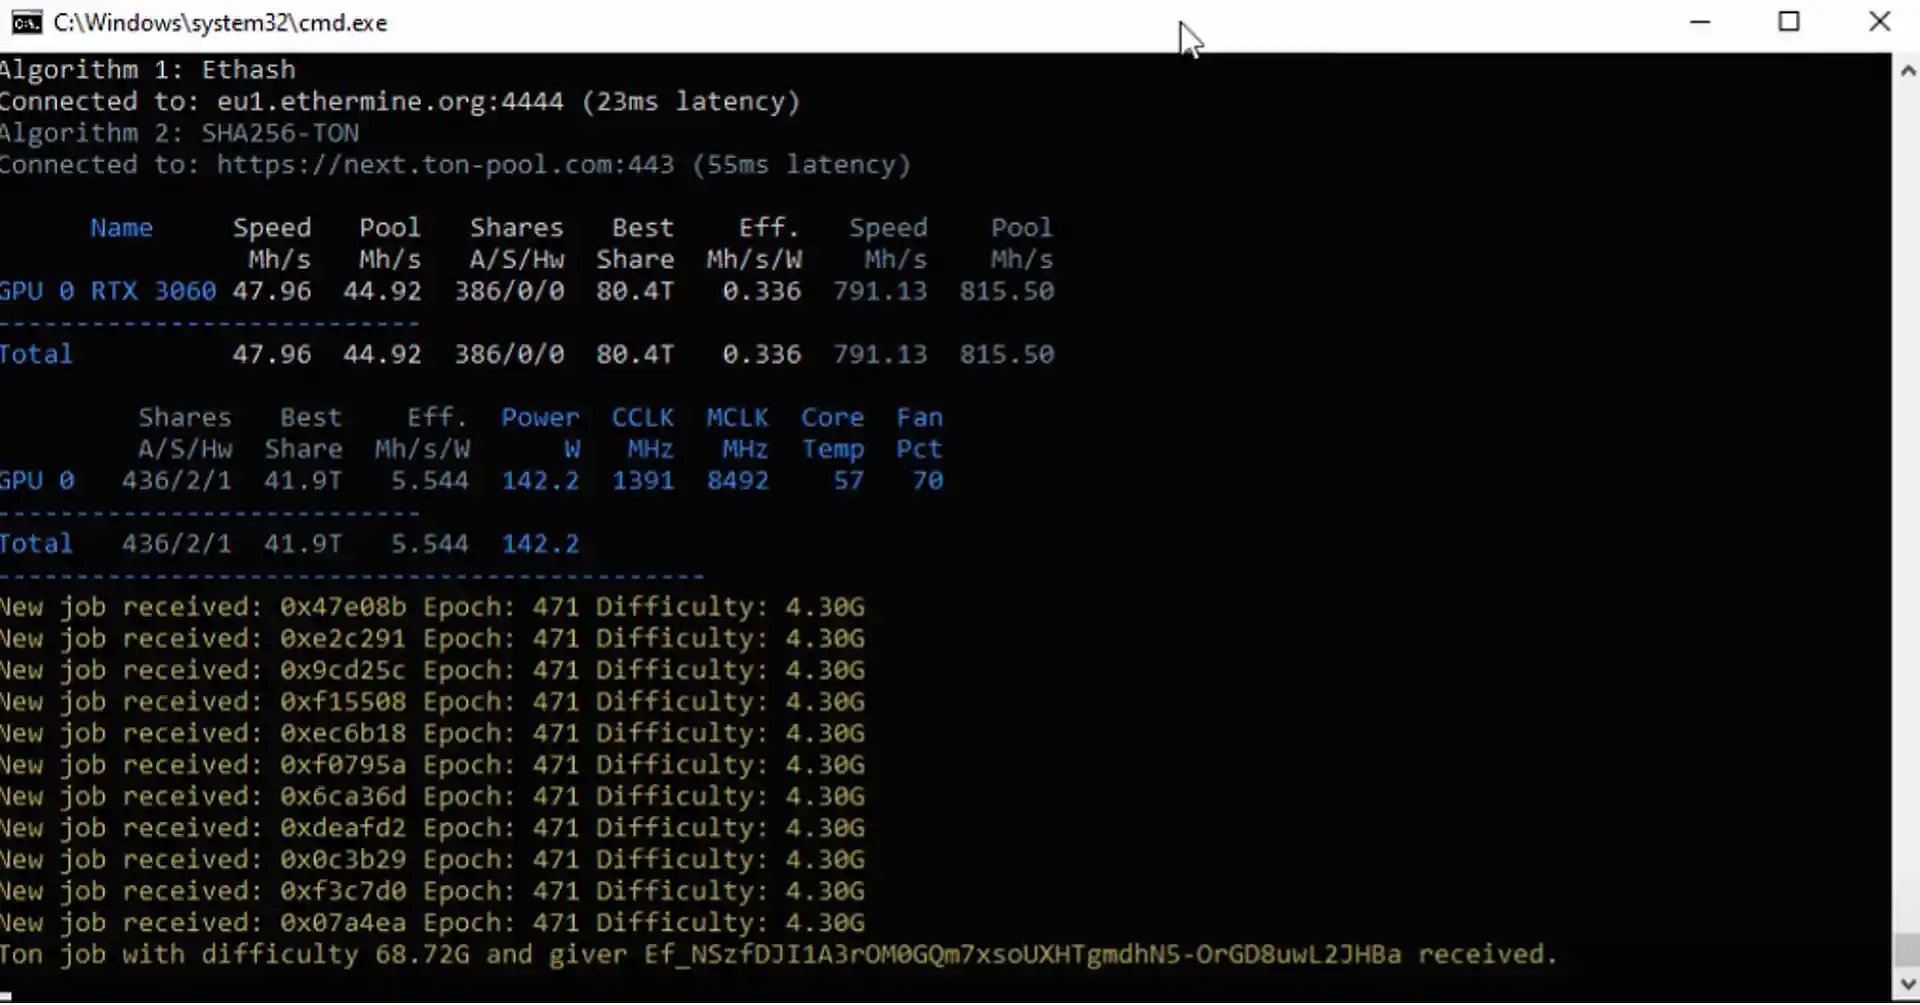 C:\Windows\system32\cmd.exe
Algorithm 1: Ethash
Connected to: eu1.ethermine.org:4444 (23ms latency)
Algorithm 2: SHA256-TON
Connected to: https://next.ton-pool.com:443 (55ms latency)
Name Speed Pool Shares Best Eff. Speed Pool
Mh/s Mh/s A/S/Hw Share Mh/s/W Mh/s Mh/s
GPU 0 RTX 3060 47.96 44.92 386/0/0 80.4T 0.336 791.13 815.50
---------------------------
Total 47.96 44.92 386/0/0 80.4T 0.336 791.13 815.50
Shares Best Eff. Power CCLK MCLK Core Fan
A/S/Hw Share Mh/s/W W MHz MHz Temp Pct
GPU 0 436/2/1 41.9T 5.544 142.2 1391 8492 57 70
---------------------------
Total 436/2/1 41.9T 5.544 142.2
---------------------------------------------
New job received: 0x47e08b Epoch: 471 Difficulty: 4.30G
New job received: 0xe2c291 Epoch: 471 Difficulty: 4.30G
New job received: 0x9cd25c Epoch: 471 Difficulty: 4.30G
New job received: 0xf15508 Epoch: 471 Difficulty: 4.30G
New job received: 0xec6b18 Epoch: 471 Difficulty: 4.30G
New job received: 0xf0795a Epoch: 471 Difficulty: 4.30G
New job received: 0x6ca36d Epoch: 471 Difficulty: 4.30G
New job received: 0xdeafd2 Epoch: 471 Difficulty: 4.30G
New job received: 0x0c3b29 Epoch: 471 Difficulty: 4.30G
New job received: 0xf3c7d0 Epoch: 471 Difficulty: 4.30G
New job received: 0x07a4ea Epoch: 471 Difficulty: 4.30G
Ton job with difficulty 68.72G and giver Ef_NSzfDJI1A3rOM0GQm7xsoUXHTgmdhN5-OrGD8uwL2JHBa received.